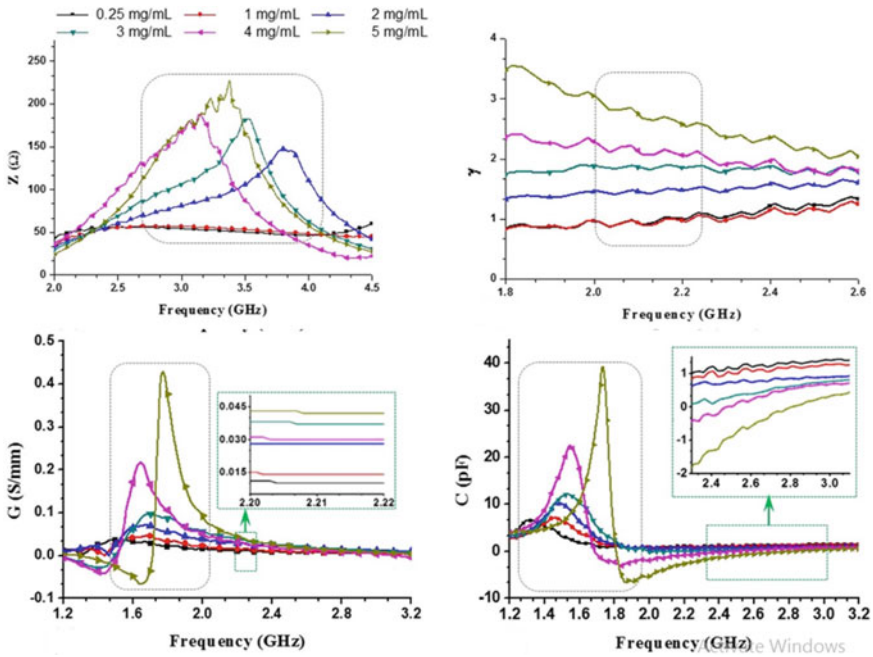 0.25 mg/mL 1 mg/mL 2 mg/mL
3 mg/mL 4 mg/mL 5 mg/mL
250
200
150
100
50
0
Z (Ω)
2.0 2.5 3.0 3.5 4.0 4.5
Frequency (GHz)
4
3
2
1
0
γ
1.8 2.0 2.2 2.4 2.6
Frequency (GHz)
0.5
0.4
0.3
0.2
0.1
0.0
-0.1
G (S/mm)
0.045
0.030
0.015
2.20 2.21 2.22
1.2 1.6 2.0 2.4 2.8 3.2
Frequency (GHz)
40
30
20
10
0
-10
C (pF)
1
0
-1
-2
2.4 2.6 2.8 3.0
1.2 1.4 1.6 1.8 2.0 2.2 2.4 2.6 2.8 3.0 3.2
Frequency (GHz)
Activate Windows